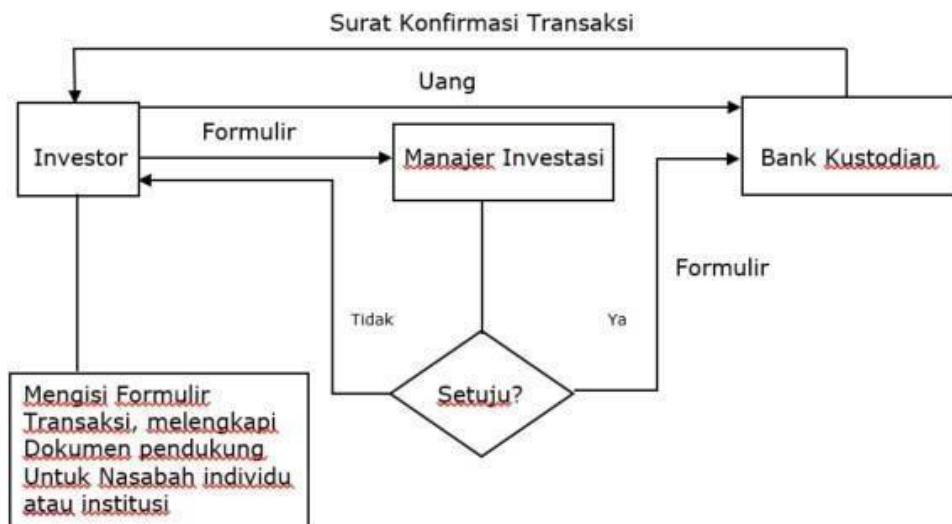 Surat Konfirmasi Transaksi
Uang
Formulir
Investor
Manajer Investasi
Bank Kustodian
Formulir
Tidak
Ya
Setuju?
Mengisi Formulir
Transaksi, melengkapi
Dokumen pendukung
Untuk Nasabah individu
atau institusi